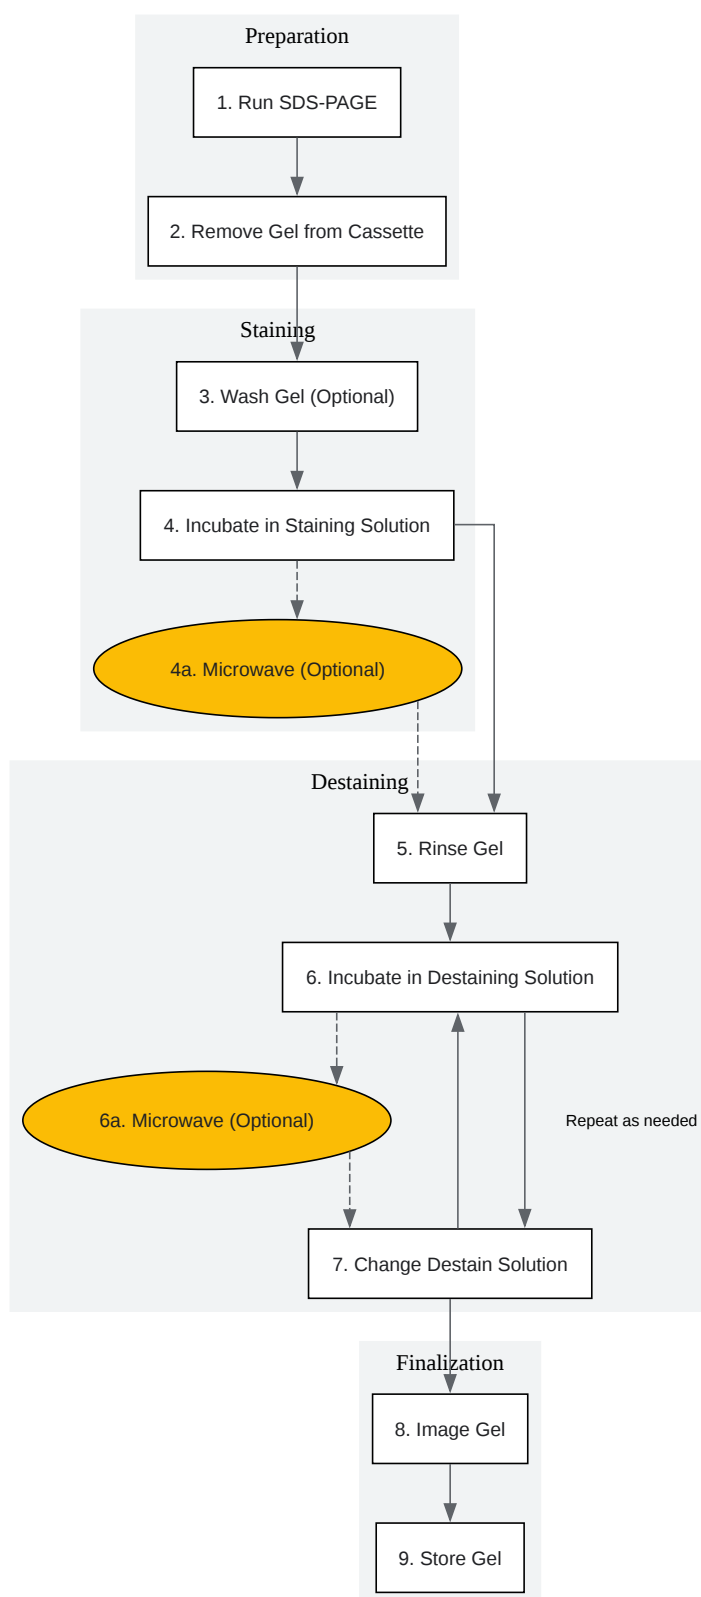 Preparation
1. Run SDS-PAGE
2. Remove Gel from Cassette
Staining
3. Wash Gel (Optional)
4. Incubate in Staining Solution
4a. Microwave (Optional)
Destaining
5. Rinse Gel
6. Incubate in Destaining Solution
6a. Microwave (Optional)
Repeat as needed
7. Change Destain Solution
Finalization
8. Image Gel
9. Store Gel